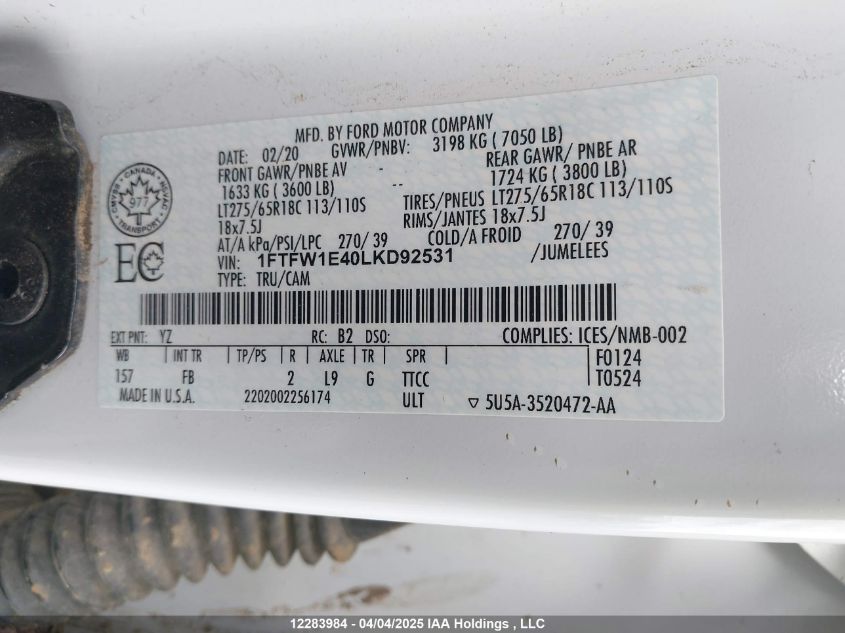 MFD. BY FORD MOTOR COMPANY
DATE: 02/20 GVWR/PNBV: 3198 KG ( 7050 LB)
FRONT GAWR/PNBE AV REAR GAWR/ PNBE AR
1633 KG ( 3600 LB) -- 1724 KG ( 3800 LB)
LT275/65R18C 113/110S TIRES/PNEUS LT275/65R18C 113/110S
18x7.5J RIMS/JANTES 18x7.5J
AT/A kPa/PSI/LPC 270/ 39 COLD/A FROID 270/ 39
VIN: 1FTFW1E40LKD92531 /JUMELEES
TYPE: TRU/CAM
CANADA
977
TRANSPORT
EC
EXT PNT: YZ RC: B2 DSO: COMPLIES: ICES/NMB-002
WB INT TR TP/PS R AXLE TR SPR F0124
157 FB 2 L9 G TTCC T0524
MADE IN U.S.A. 2202002256174 ULT ▽ 5U5A-3520472-AA
12283984 - 04/04/2025 IAA Holdings , LLC